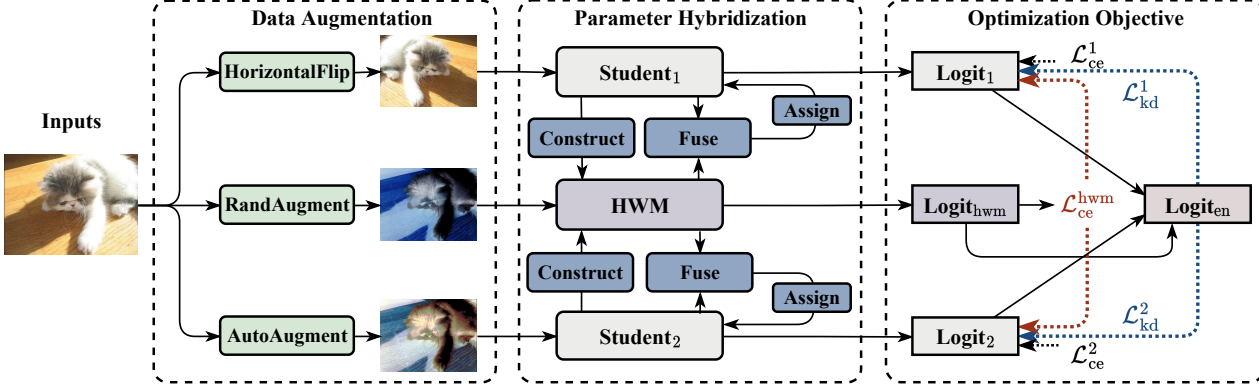 Data Augmentation
Parameter Hybridization
Optimization Objective
Inputs
HorizontalFlip
RandAugment
AutoAugment
Student₁
Construct
Fuse
Assign
HWM
Construct
Fuse
Assign
Student₂
Logit₁
ℒ¹ce
ℒ¹kd
Logithwm
ℒhwmce
Logiten
ℒ²kd
Logit₂
ℒ²ce